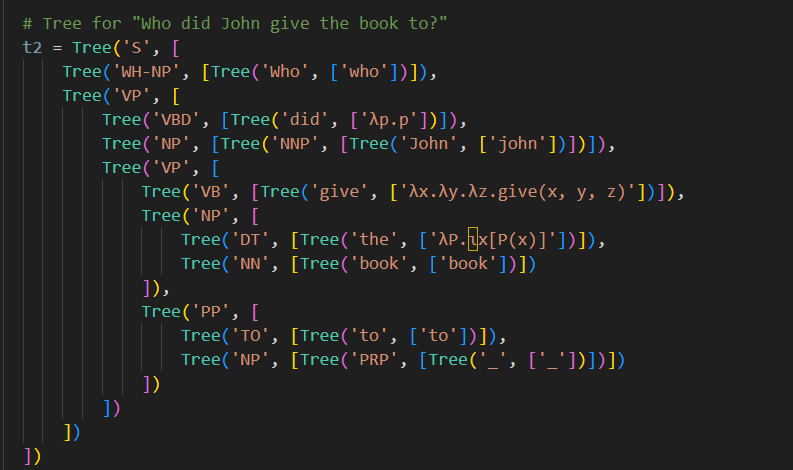 # Tree for "Who did John give the book to?"
t2 = Tree('S', [
    Tree('WH-NP', [Tree('Who', ['who'])]),
    Tree('VP', [
        Tree('VBD', [Tree('did', ['λp.p'])]),
        Tree('NP', [Tree('NNP', [Tree('John', ['john'])])]),
        Tree('VP', [
            Tree('VB', [Tree('give', ['λx.λy.λz.give(x, y, z)'])]),
            Tree('NP', [
                Tree('DT', [Tree('the', ['λP.ιx[P(x)]'])]),
                Tree('NN', [Tree('book', ['book'])])
            ]),
            Tree('PP', [
                Tree('TO', [Tree('to', ['to'])]),
                Tree('NP', [Tree('PRP', [Tree('_', ['_'])])])
            ])
        ])
    ])
])